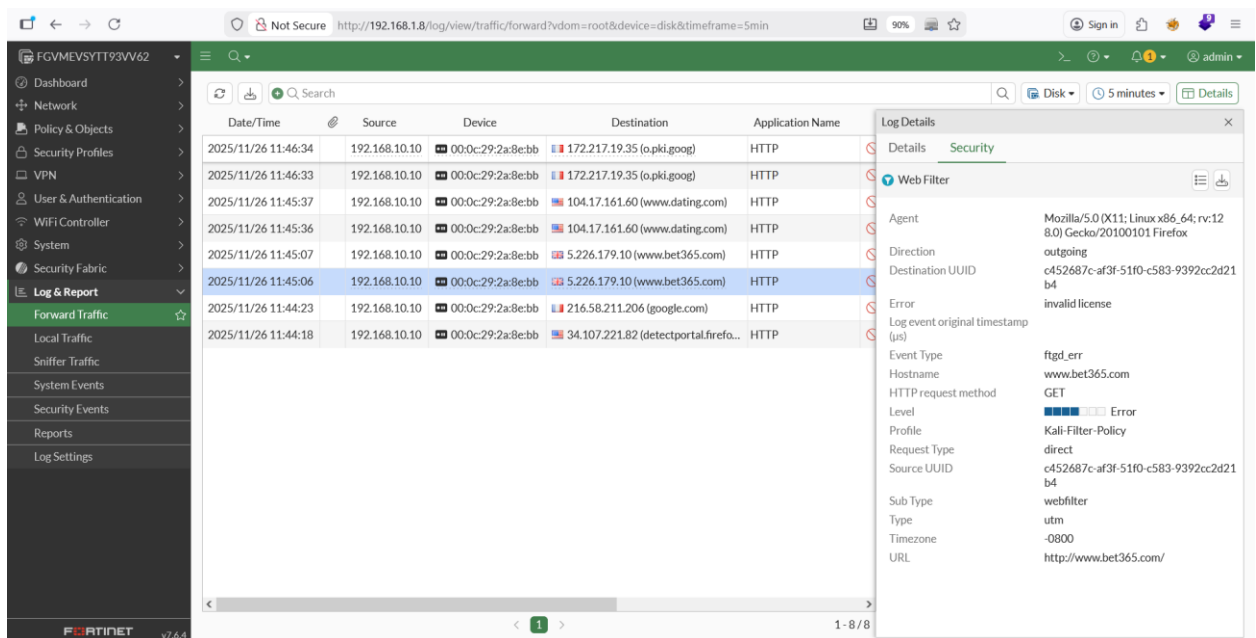 Not Secure http://192.168.1.8/log/view/traffic/forward?vdom=root&device=disk&timeframe=5min 90% Sign in 9
FGVMEVSYTT93VV62 >_ 1 admin
Dashboard
Network
Policy & Objects
Security Profiles
VPN
User & Authentication
WiFi Controller
System
Security Fabric
Log & Report
Forward Traffic
Local Traffic
Sniffer Traffic
System Events
Security Events
Reports
Log Settings
FORTINET v7.6.4
Search Disk 5 minutes Details
Date/Time Source Device Destination Application Name
2025/11/26 11:46:34 192.168.10.10 00:0c:29:2a:8e:bb 172.217.19.35 (o.pki.goog) HTTP
2025/11/26 11:46:33 192.168.10.10 00:0c:29:2a:8e:bb 172.217.19.35 (o.pki.goog) HTTP
2025/11/26 11:45:37 192.168.10.10 00:0c:29:2a:8e:bb 104.17.161.60 (www.dating.com) HTTP
2025/11/26 11:45:36 192.168.10.10 00:0c:29:2a:8e:bb 104.17.161.60 (www.dating.com) HTTP
2025/11/26 11:45:07 192.168.10.10 00:0c:29:2a:8e:bb 5.226.179.10 (www.bet365.com) HTTP
2025/11/26 11:45:06 192.168.10.10 00:0c:29:2a:8e:bb 5.226.179.10 (www.bet365.com) HTTP
2025/11/26 11:44:23 192.168.10.10 00:0c:29:2a:8e:bb 216.58.211.206 (google.com) HTTP
2025/11/26 11:44:18 192.168.10.10 00:0c:29:2a:8e:bb 34.107.221.82 (detectportal.firefo... HTTP
1
1 - 8 / 8
Log Details
Details Security
Web Filter
Agent Mozilla/5.0 (X11; Linux x86_64; rv:12
8.0) Gecko/20100101 Firefox
Direction outgoing
Destination UUID c452687c-af3f-51f0-c583-9392cc2d21
b4
Error invalid license
Log event original timestamp
(µs)
Event Type ftgd_err
Hostname www.bet365.com
HTTP request method GET
Level Error
Profile Kali-Filter-Policy
Request Type direct
Source UUID c452687c-af3f-51f0-c583-9392cc2d21
b4
Sub Type webfilter
Type utm
Timezone -0800
URL http://www.bet365.com/